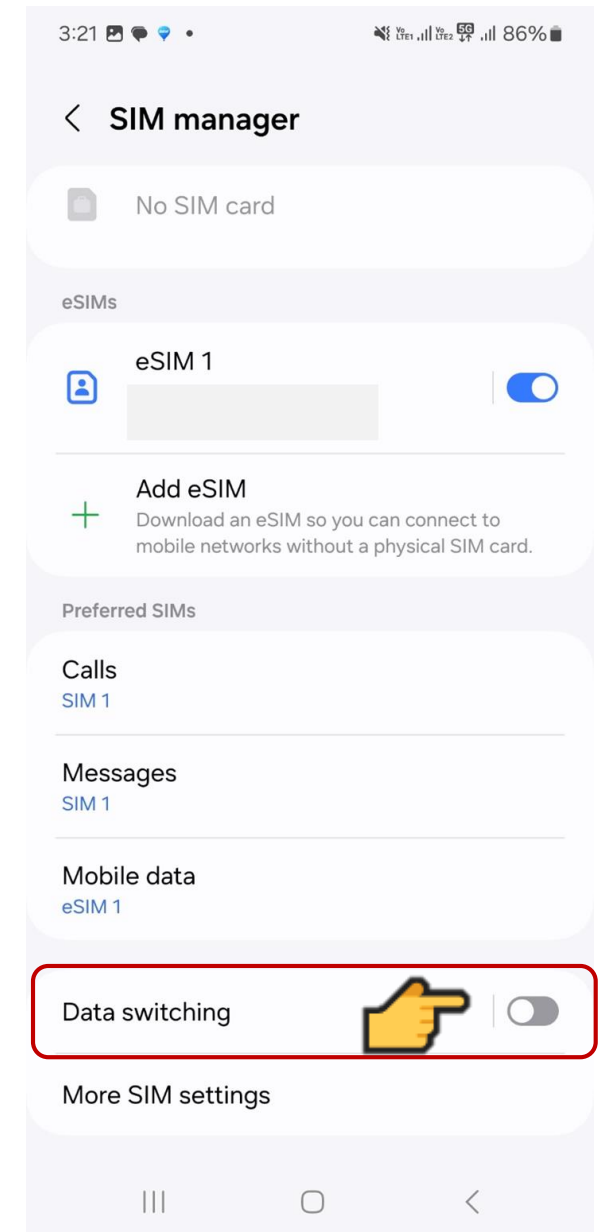 3:21 86%
SIM manager
No SIM card
eSIMs
eSIM 1
Add eSIM
Download an eSIM so you can connect to
mobile networks without a physical SIM card.
Preferred SIMs
Calls
SIM 1
Messages
SIM 1
Mobile data
eSIM 1
Data switching
More SIM settings